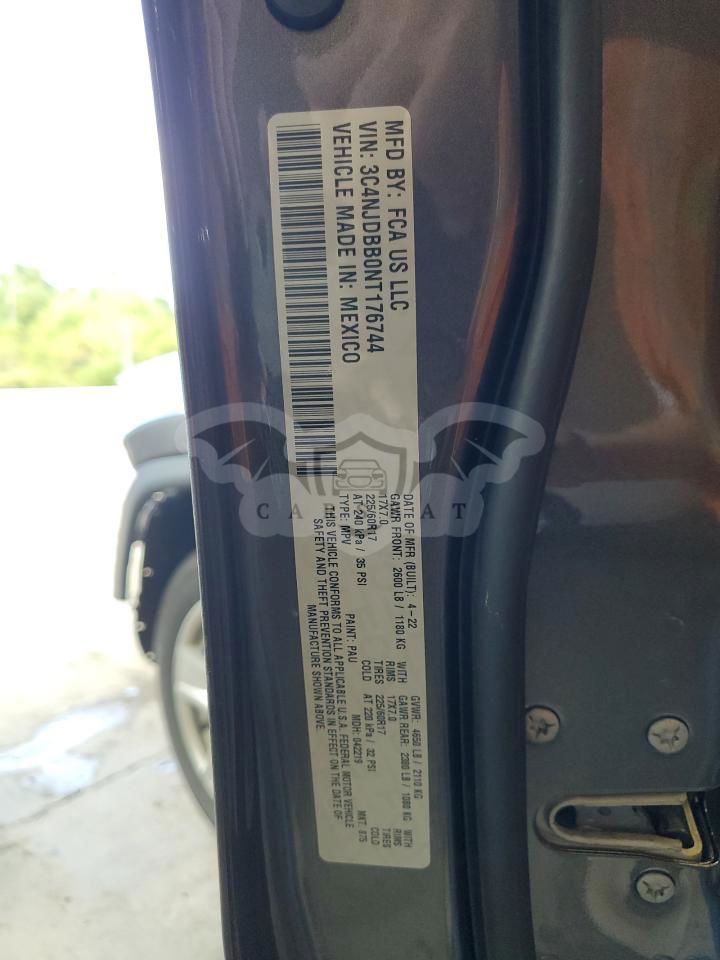 MFD BY: FCA US LLC
VIN: 3C4NJDBB0NT176744
VEHICLE MADE IN: MEXICO
DATE OF MFR (BUILT): 4-22 GVWR: 4650 LB / 2110 KG
GAWR FRONT: 2600 LB / 1180 KG WITH GAWR REAR: 2380 LB / 1080 KG WITH
17X7.0 RIMS 17X7.0 RIMS
225/60R17 TIRES 225/60R17 TIRES
AT 240 kPa / 35 PSI COLD AT 220 kPa / 32 PSI COLD
TYPE: MPV PAINT: PAU MDH: 042219 MKT: 875
THIS VEHICLE CONFORMS TO ALL APPLICABLE U.S.A. FEDERAL MOTOR VEHICLE
SAFETY AND THEFT PREVENTION STANDARDS IN EFFECT ON THE DATE OF
MANUFACTURE SHOWN ABOVE.